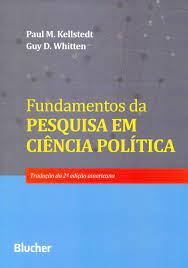 Paul M. Kellstedt
Guy D. Whitten
Fundamentos da
PESQUISA EM
CIÊNCIA POLÍTICA
Tradução da 2ª edição americana
Blucher